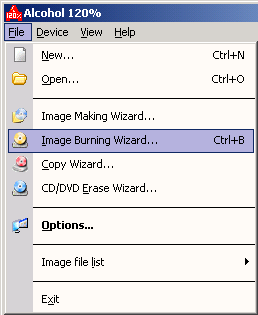 120%
Alcohol 120%
File Device View Help
New... Ctrl+N
Open... Ctrl+O
Image Making Wizard...
Image Burning Wizard... Ctrl+B
Copy Wizard...
CD/DVD Erase Wizard...
Options...
Image file list
Exit